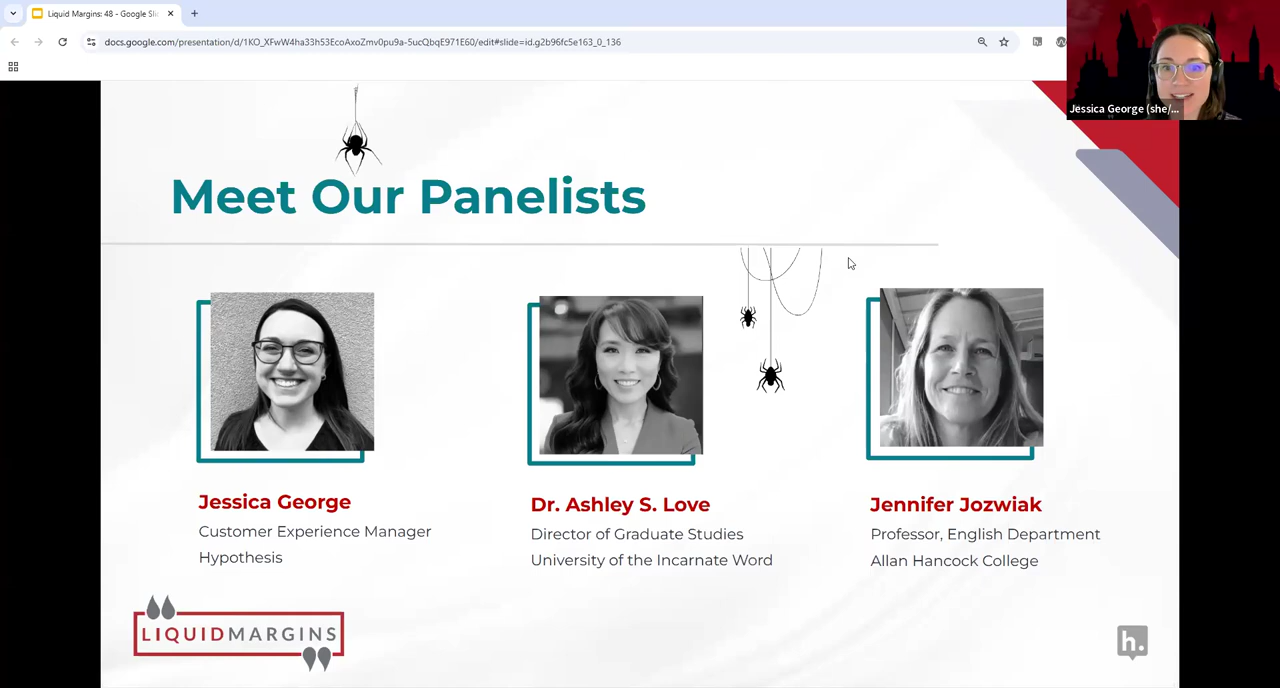 Liquid Margins: 48 - Google Sli
docs.google.com/presentation/d/1KO_XFwW4ha33h53EcoAxoZmv0pu9a-5ucQbqE971E60/edit#slide=id.g2b96fc5e163_0_136
Jessica George (she/...
Meet Our Panelists
Jessica George
Customer Experience Manager
Hypothesis
Dr. Ashley S. Love
Director of Graduate Studies
University of the Incarnate Word
Jennifer Jozwiak
Professor, English Department
Allan Hancock College
LIQUIDMARGINS
h.